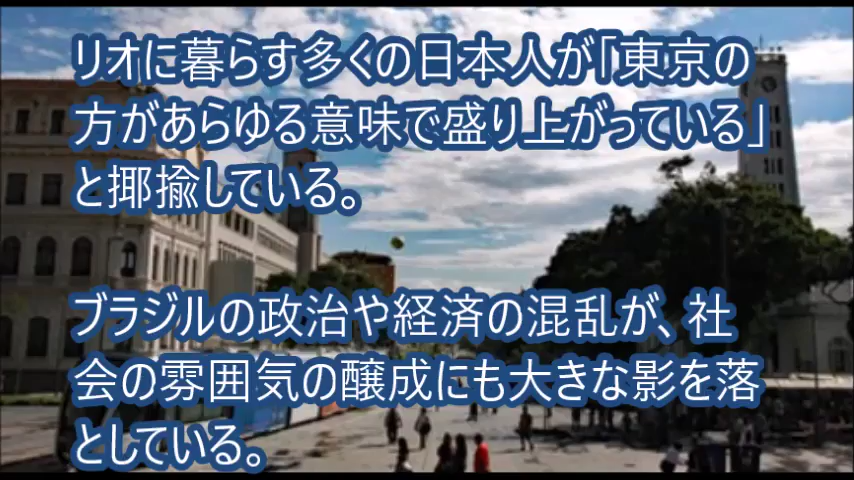 リオに暮らす多くの日本人が「東京の
方があらゆる意味で盛り上がっている」
と揶揄している。
ブラジルの政治や経済の混乱が、社
会の雰囲気の醸成にも大きな影を落
としている。